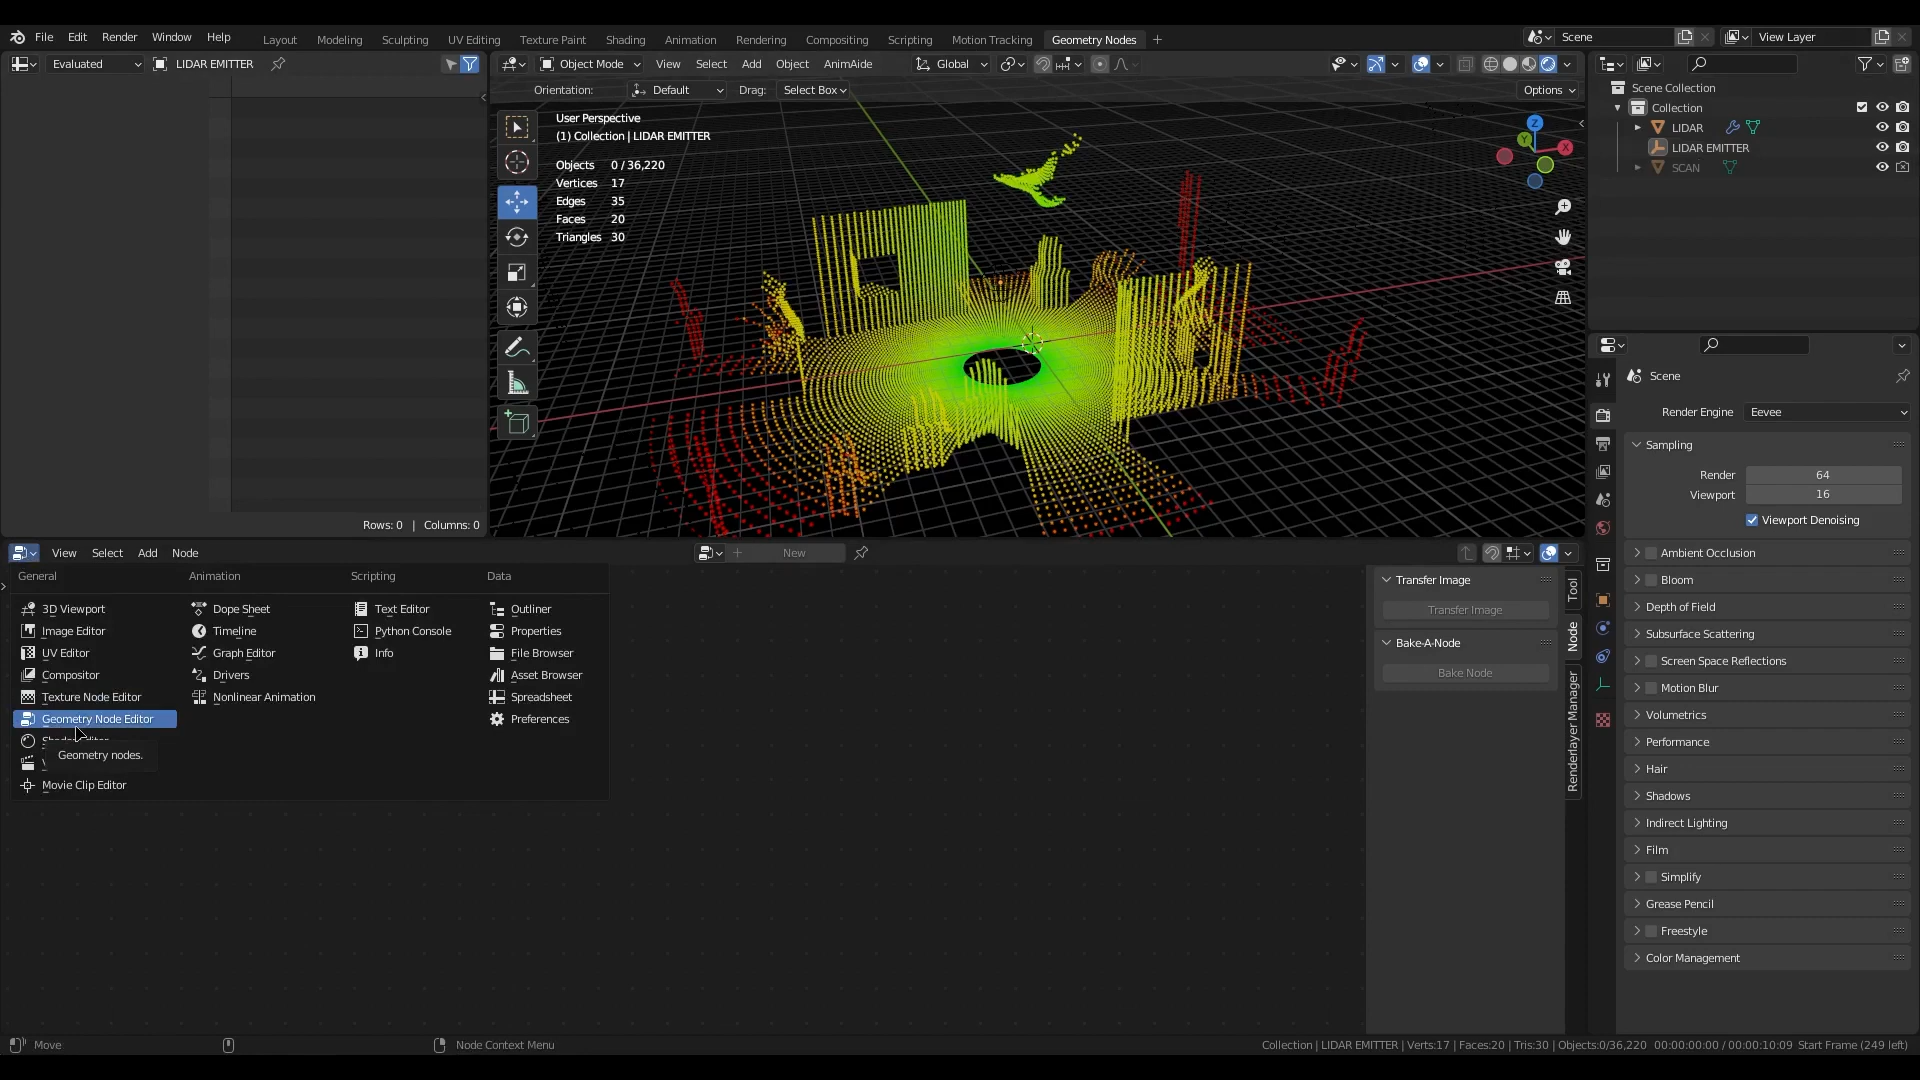 File Edit Render Window Help
Layout Modeling Sculpting UV Editing Texture Paint Shading Animation Rendering Compositing Scripting Motion Tracking Geometry Nodes
Scene
View Layer
Evaluated
LIDAR EMITTER
Object Mode View Select Add Object AnimAide
Global
Orientation: Default Drag: Select Box
Options
User Perspective
(1) Collection | LIDAR EMITTER
Objects 0 / 36,220
Vertices 17
Edges 35
Faces 20
Triangles 30
Z
Y
X
Rows: 0 | Columns: 0
Scene Collection
Collection
LIDAR
LIDAR EMITTER
SCAN
Scene
Render Engine Eevee
Sampling
Render 64
Viewport 16
Viewport Denoising
Ambient Occlusion
Bloom
Depth of Field
Subsurface Scattering
Screen Space Reflections
Motion Blur
Volumetrics
Performance
Hair
Shadows
Indirect Lighting
Film
Simplify
Grease Pencil
Freestyle
Color Management
View Select Add Node
New
General
3D Viewport
Image Editor
UV Editor
Compositor
Texture Node Editor
Geometry Node Editor
Geometry nodes.
Movie Clip Editor
Animation
Dope Sheet
Timeline
Graph Editor
Drivers
Nonlinear Animation
Scripting
Text Editor
Python Console
Info
Data
Outliner
Properties
File Browser
Asset Browser
Spreadsheet
Preferences
Transfer Image
Transfer Image
Bake-A-Node
Bake Node
Tool
Node
Renderlayer Manager
Move
Node Context Menu
Collection | LIDAR EMITTER | Verts:17 | Faces:20 | Tris:30 | Objects:0/36,220 00:00:00:00 / 00:00:10:09 Start Frame (249 left)